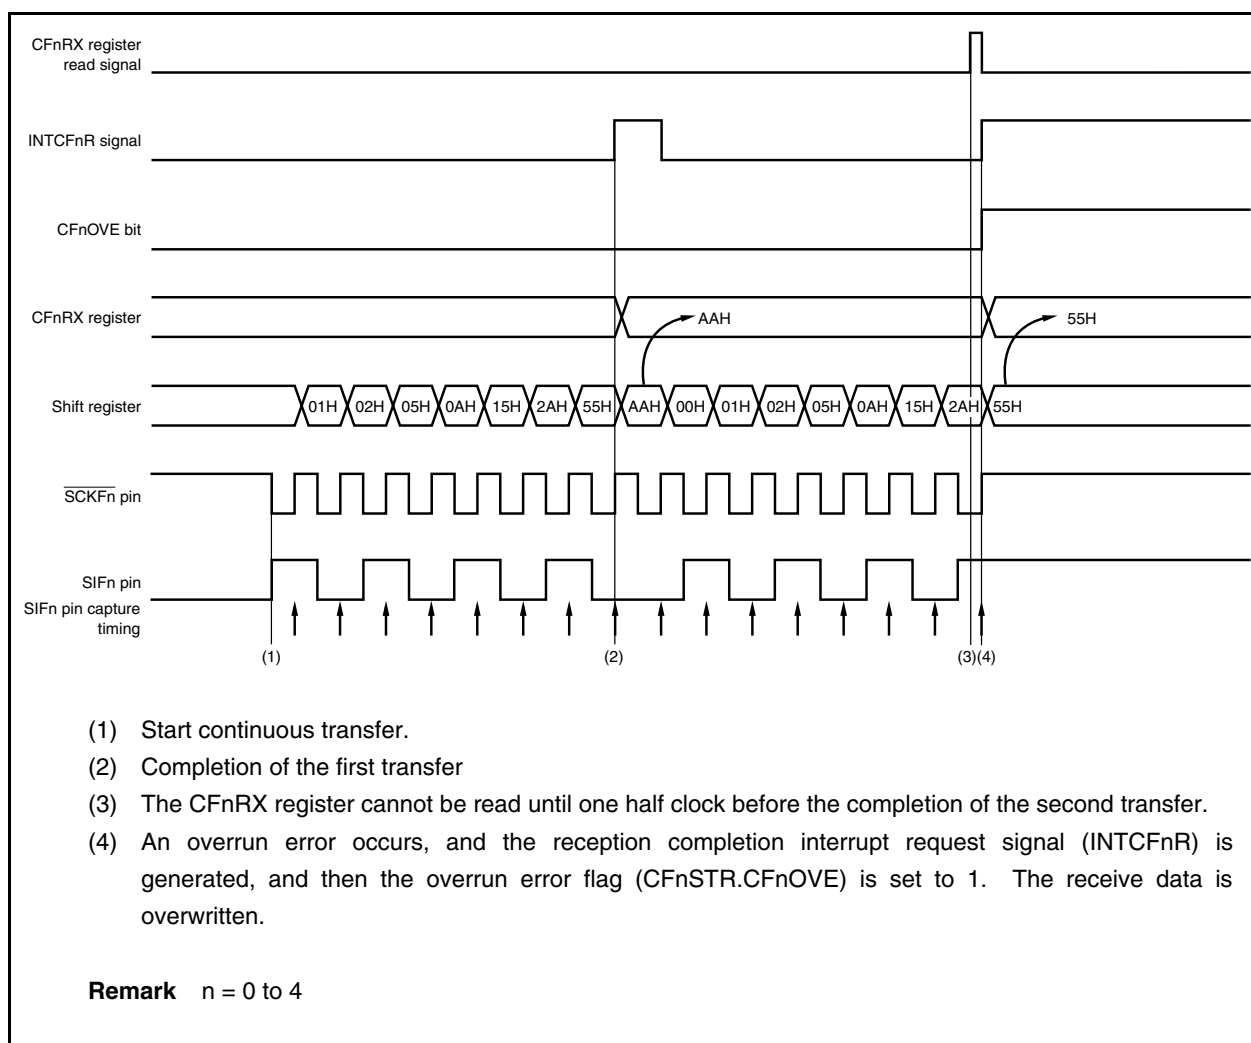 CFnRX register
read signal
INTCFnR signal
CFnOVE bit
CFnRX register
AAH
55H
Shift register
01H 02H 05H 0AH 15H 2AH 55H AAH 00H 01H 02H 05H 0AH 15H 2AH 55H
SCKFn pin
SIFn pin
SIFn pin capture
timing
(1) (2) (3) (4)
(1) Start continuous transfer.
(2) Completion of the first transfer
(3) The CFnRX register cannot be read until one half clock before the completion of the second transfer.
(4) An overrun error occurs, and the reception completion interrupt request signal (INTCFnR) is
generated, and then the overrun error flag (CFnSTR.CFnOVE) is set to 1. The receive data is
overwritten.
Remark n = 0 to 4